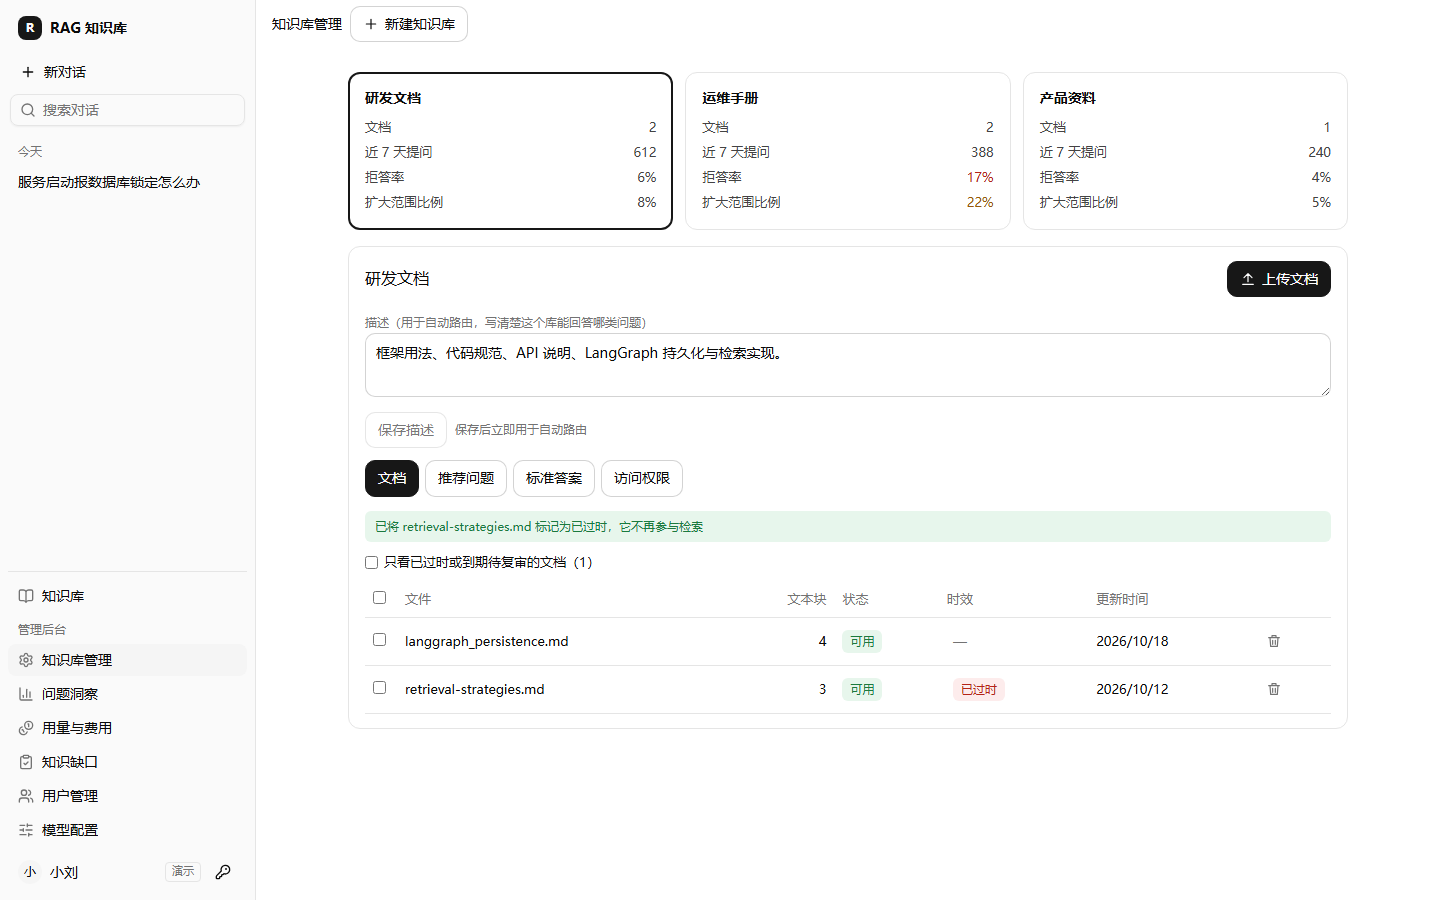 R RAG 知识库
新对话
搜索对话
今天
服务启动报数据库锁定怎么办
知识库
管理后台
知识库管理
问题洞察
用量与费用
知识缺口
用户管理
模型配置
小 小刘 演示
知识库管理 新建知识库
研发文档
文档 2
近 7 天提问 612
拒答率 6%
扩大范围比例 8%
运维手册
文档 2
近 7 天提问 388
拒答率 17%
扩大范围比例 22%
产品资料
文档 1
近 7 天提问 240
拒答率 4%
扩大范围比例 5%
研发文档 上传文档
描述（用于自动路由，写清楚这个库能回答哪类问题）
框架用法、代码规范、API 说明、LangGraph 持久化与检索实现。
保存描述 保存后立即用于自动路由
文档 推荐问题 标准答案 访问权限
已将 retrieval-strategies.md 标记为已过时，它不再参与检索
只看已过时或到期待复审的文档（1）
文件 文本块 状态 时效 更新时间
langgraph_persistence.md 4 可用 — 2026/10/18
retrieval-strategies.md 3 可用 已过时 2026/10/12